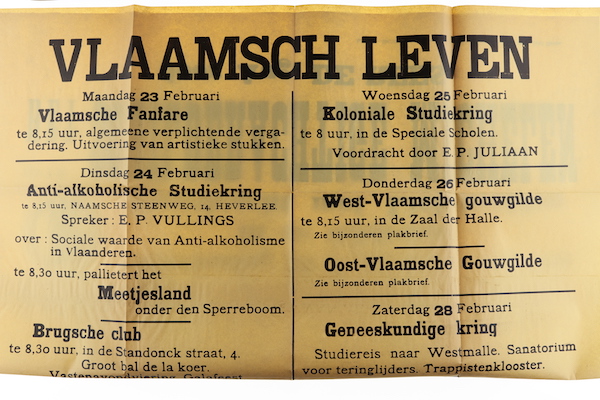 VLAAMSCH LEVEN
Maandag 23 Februari
Vlaamsche Fanfare
te 8,15 uur, algemeene verplichtende verga-
dering. Uitvoering van artistieke stukken.
Dinsdag 24 Februari
Anti-alkoholische Studiekring
te 8,15 uur, NAAMSCHE STEENWEG, 14, HEVERLEE.
Spreker : E. P. VULLINGS
over : Sociale waarde van Anti-alkoholisme
in Vlaanderen.
te 8,30 uur, pallieteret het
Meetjesland
onder den Sperreboom.
Brugsche club
te 8,30 uur, in de Standonck straat, 4.
Groot bal de la koer.
Vastenavondviering. Galafeest
Woensdag 25 Februari
Koloniale Studiekring
te 8 uur, in de Speciale Scholen.
Voordracht door E. P. JULIAAN
Donderdag 26 Februari
West-Vlaamsche gouwgilde
te 8,15 uur, in de Zaal der Halle.
Zie bijzonderen plakbrief.
Oost-Vlaamsche Gouwgilde
Zie bijzonderen plakbrief.
Zaterdag 28 Februari
Geneeskundige kring
Studiereis naar Westmalle. Sanatorium
voor teringlijders. Trappistenklooster.